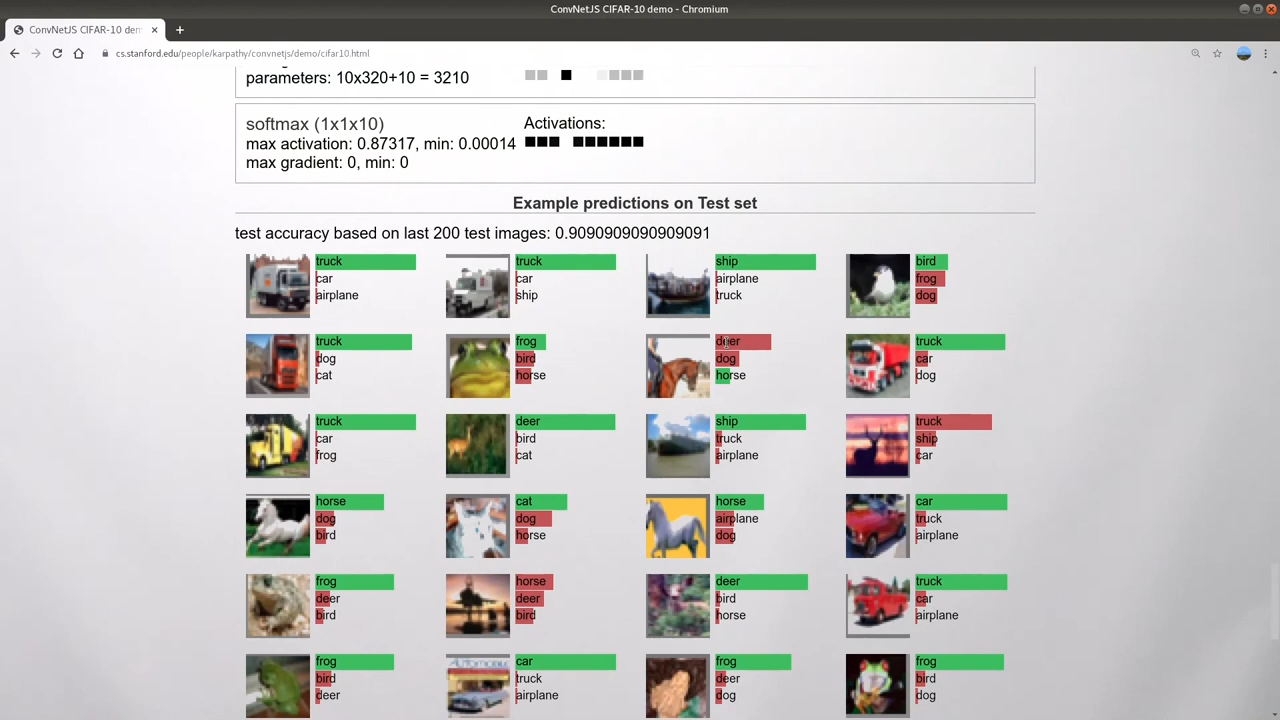 ConvNetJS CIFAR-10 demo - Chromium
ConvNetJS CIFAR-10 dem
cs.stanford.edu/people/karpathy/convnetjs/demo/cifar10.html
parameters: 10x320+10 = 3210
softmax (1x1x10)
Activations:
max activation: 0.87317, min: 0.00014
max gradient: 0, min: 0
Example predictions on Test set
test accuracy based on last 200 test images: 0.9090909090909091
truck
car
airplane
truck
car
ship
ship
airplane
truck
bird
frog
dog
truck
dog
cat
frog
bird
horse
deer
dog
horse
truck
car
dog
truck
car
frog
deer
bird
cat
ship
truck
airplane
truck
ship
car
horse
dog
bird
cat
dog
horse
horse
airplane
dog
car
truck
airplane
frog
deer
bird
horse
deer
bird
deer
bird
horse
truck
car
airplane
frog
bird
deer
car
truck
airplane
frog
deer
dog
frog
bird
dog